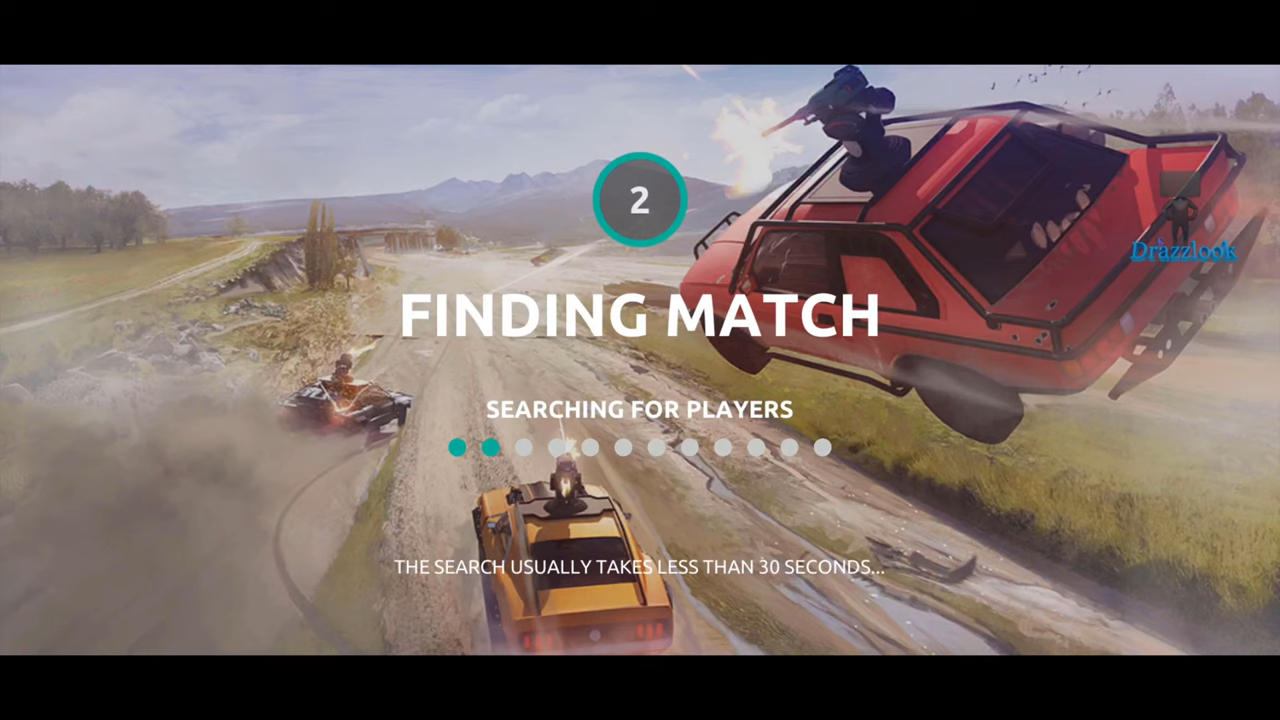 2
FINDING MATCH
Drazzlook
SEARCHING FOR PLAYERS
THE SEARCH USUALLY TAKES LESS THAN 30 SECONDS...